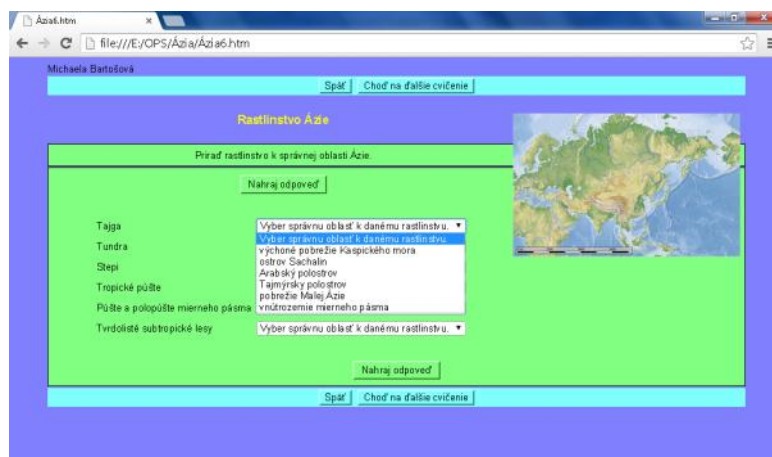 Ázia6.htm
file:///E:/OPS/Ázia/Ázia6.htm
Michaela Bartošová
Späť Choď na ďalšie cvičenie
Rastlinstvo Ázie
Priraď rastlinstvo k správnej oblasti Ázie.
Nahraj odpoveď
Tajga Vyber správnu oblasť k danému rastlinstvu.
Tundra
Stepi
Tropické púšte
Púšte a polopúšte mierneho pásma
Vyber správnu oblasť k danému rastlinstvu.
výchoné pobrežie Kaspického mora
ostrov Sachalin
Arabský polostrov
Tajmýrsky polostrov
pobrežie Malej Ázie
vnútrozemie mierneho pásma
Tvrdolisté subtropické lesy Vyber správnu oblasť k danému rastlinstvu.
Nahraj odpoveď
Späť Choď na ďalšie cvičenie